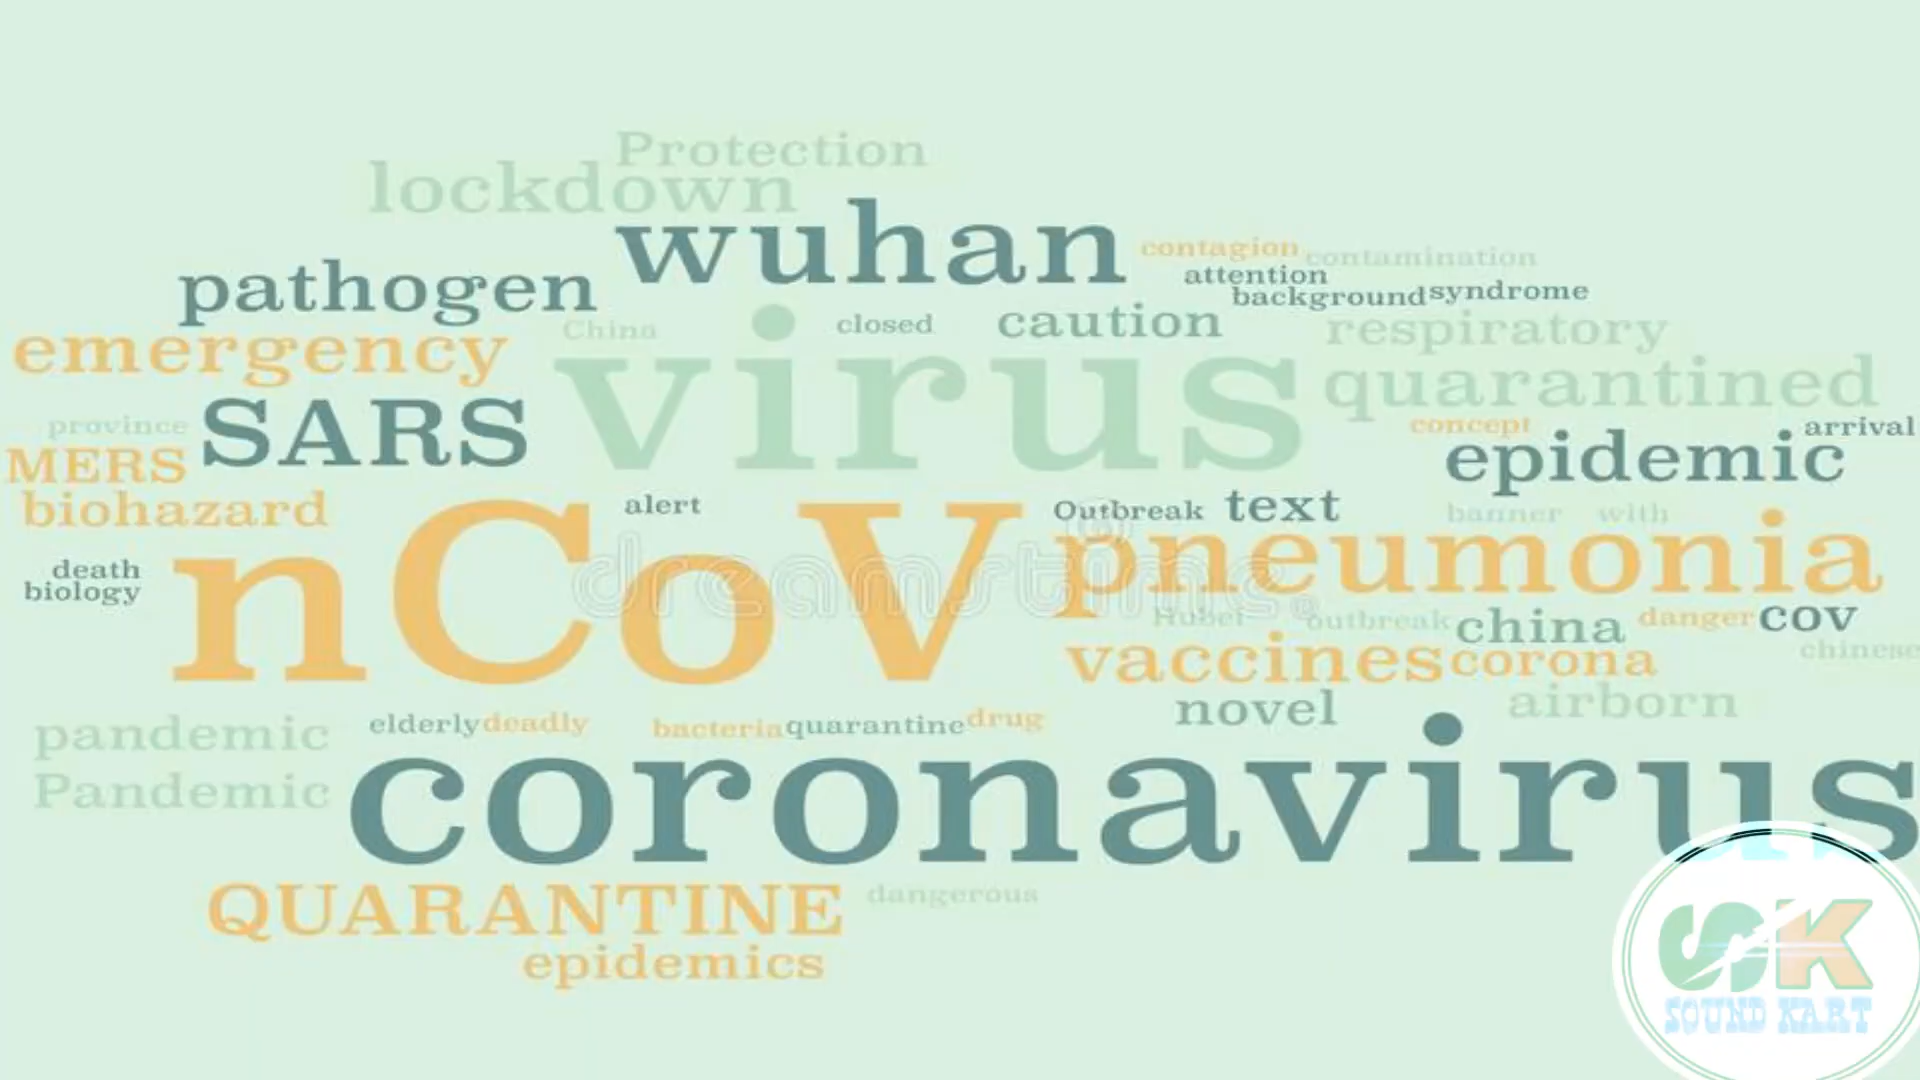 Protection
lockdown
wuhan
contagion contamination
attention
pathogen
background syndrome
China closed caution respiratory
emergency
virus
quarantined
province SARS concept arrival
MERS epidemic
biohazard
alert Outbreak text banner with
nCoV
pneumonia
death
biology
dreamstime
Hubei outbreak china danger cov
vaccines corona chinese
novel airborn
pandemic elderly deadly bacteria quarantine drug
Pandemic
coronavirus
QUARANTINE dangerous
epidemics
SK
SOUND KART